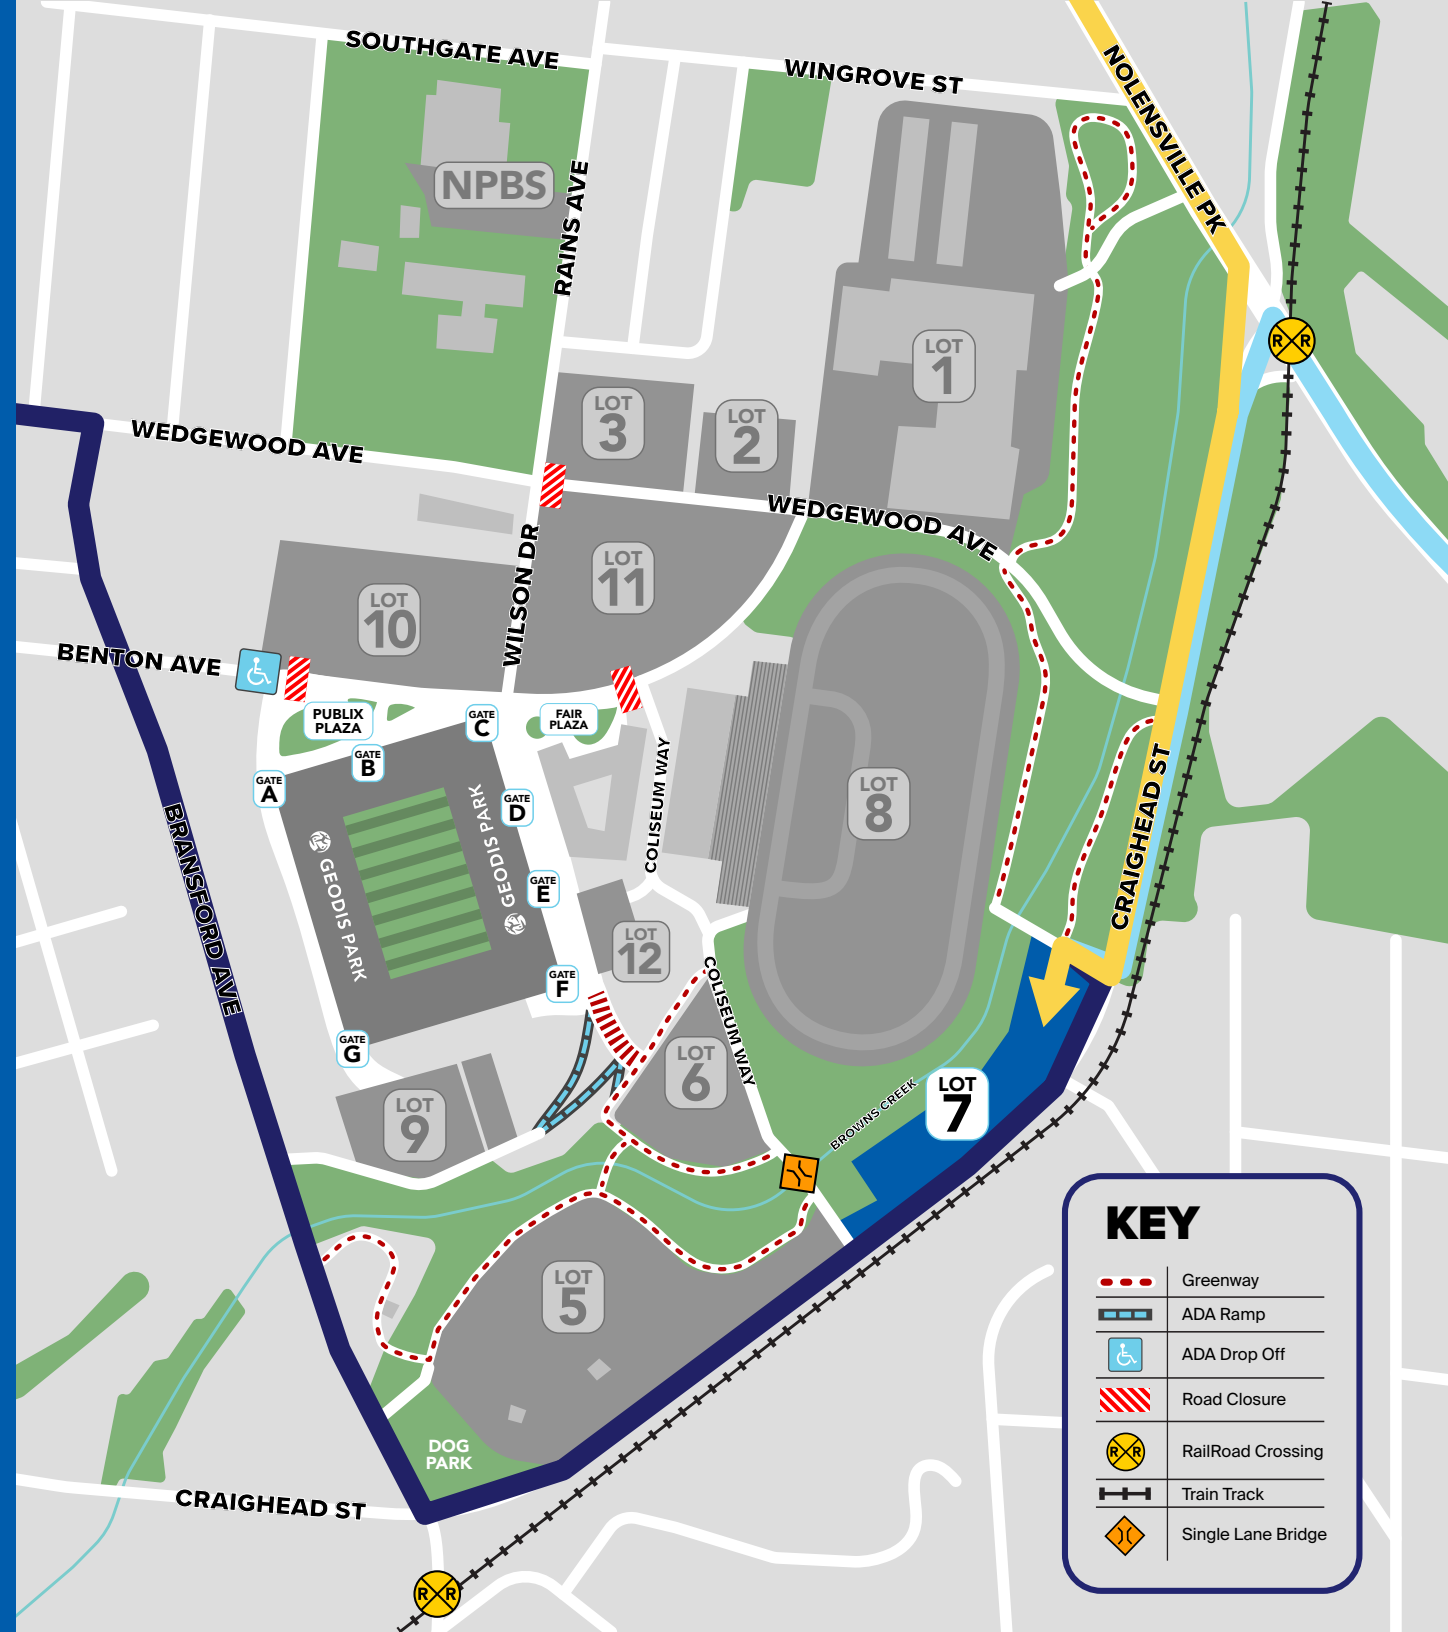 SOUTHGATE AVE
WINGROVE ST
NOLENSVILLE PK
NPBS
RAINS AVE
R R
LOT
1
LOT
3
LOT
2
WEDGEWOOD AVE
WEDGEWOOD AVE
WILSON DR
LOT
11
LOT
10
BENTON AVE
PUBLIX
PLAZA
GATE
C
FAIR
PLAZA
GATE
B
GATE
A
GATE
D
COLISEUM WAY
LOT
8
CRAIGHEAD ST
GEODIS PARK
GEODIS PARK
GATE
E
BRANSFORD AVE
LOT
12
GATE
F
COLISEUM WAY
GATE
G
LOT
6
LOT
9
LOT
7
BROWNS CREEK
LOT
5
DOG
PARK
CRAIGHEAD ST
R R
KEY
Greenway
ADA Ramp
ADA Drop Off
Road Closure
R R
RailRoad Crossing
Train Track
Single Lane Bridge